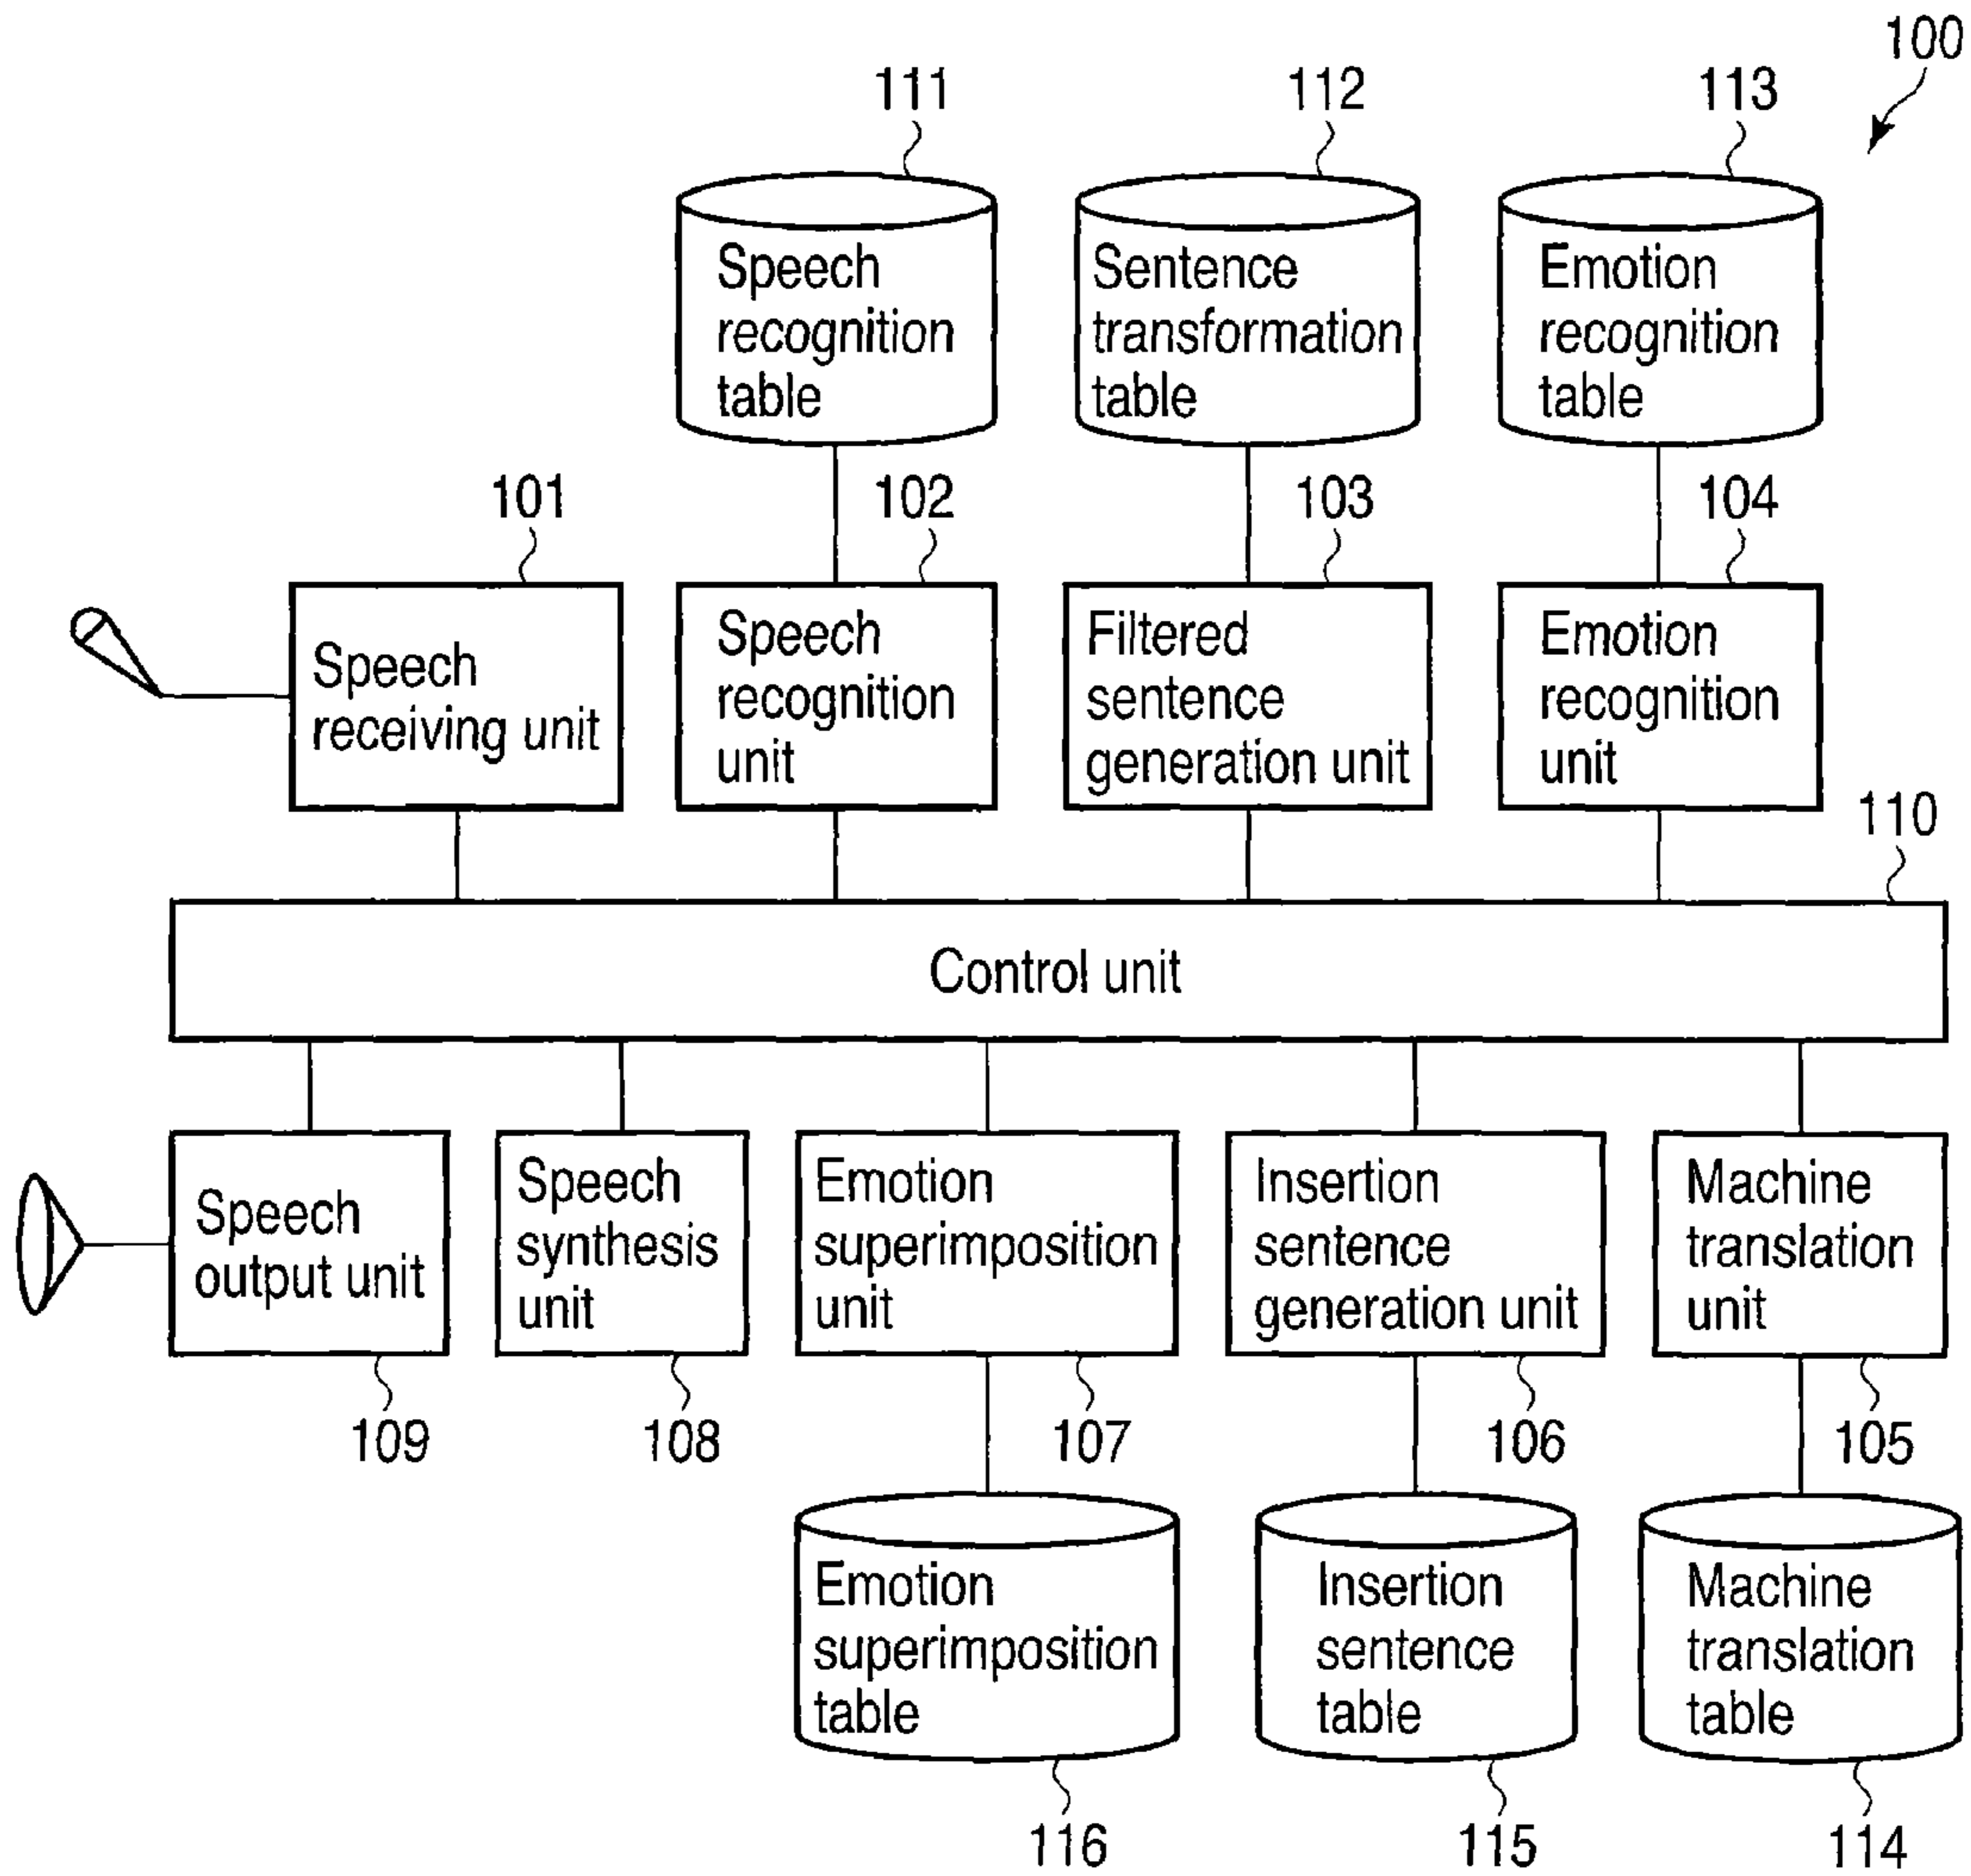 100
111
112
113
Speech
recognition
table
Sentence
transformation
table
Emotion
recognition
table
101
102
103
104
Speech
receiving unit
Speech
recognition
unit
Filtered
sentence
generation unit
Emotion
recognition
unit
110
Control unit
Speech
output unit
Speech
synthesis
unit
Emotion
superimposition
unit
Insertion
sentence
generation unit
Machine
translation
unit
109
108
107
106
105
Emotion
superimposition
table
Insertion
sentence
table
Machine
translation
table
116
115
114